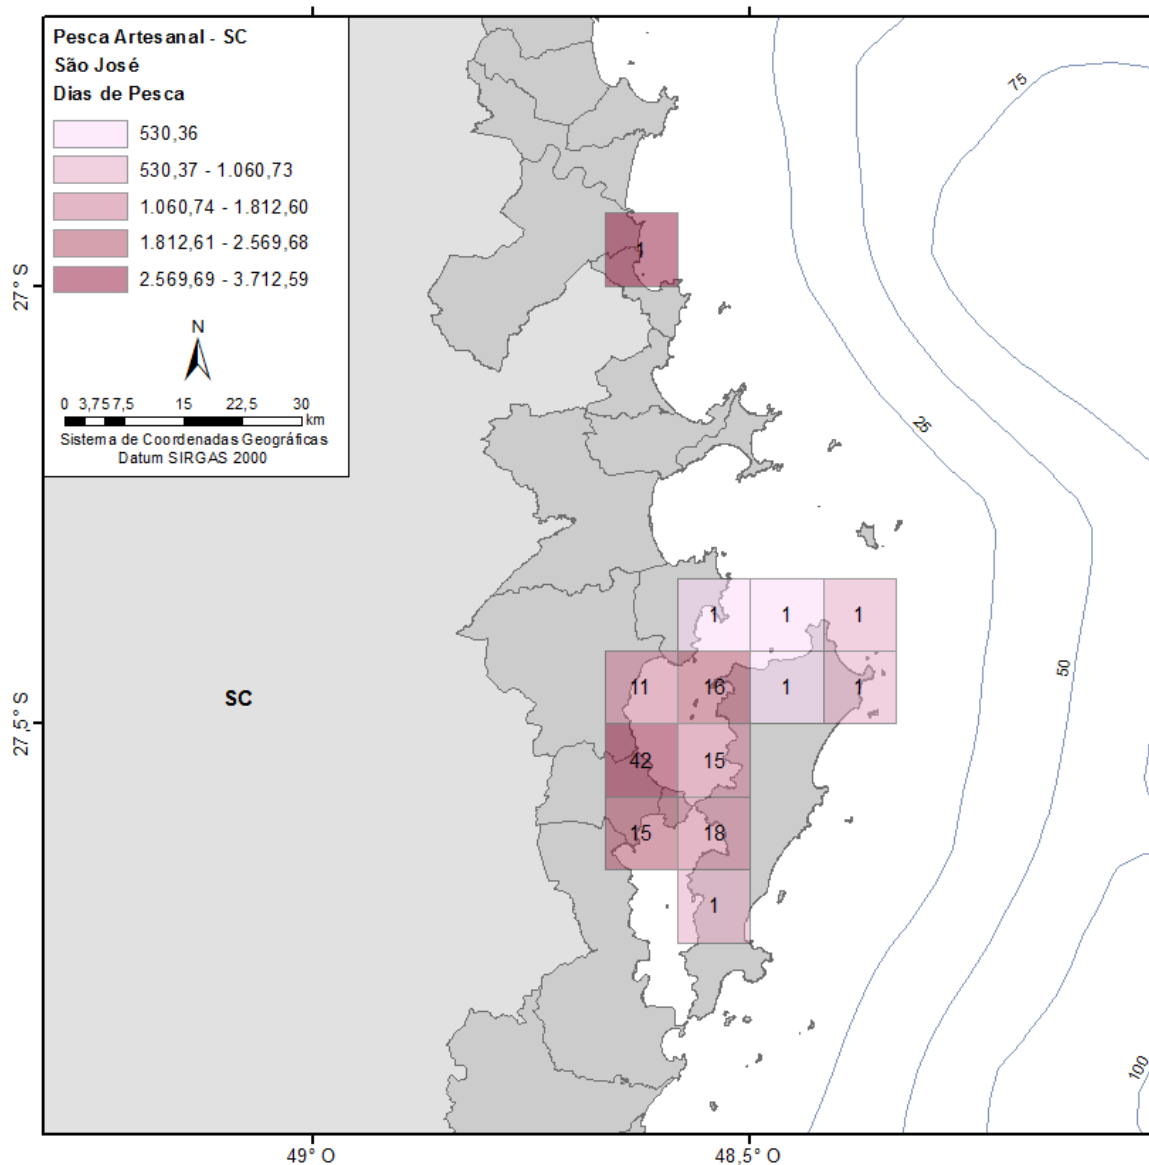 Pesca Artesanal - SC
São José
Dias de Pesca
530,36
530,37 - 1.060,73
1.060,74 - 1.812,60
1.812,61 - 2.569,68
2.569,69 - 3.712,59
N
0 3,75 7,5 15 22,5 30 km
Sistema de Coordenadas Geográficas
Datum SIRGAS 2000
75
1
27° S
25
1 1 1
50
11 16 1 1
SC
27,5° S
42 15
15 18
1
100
49° O 48,5° O